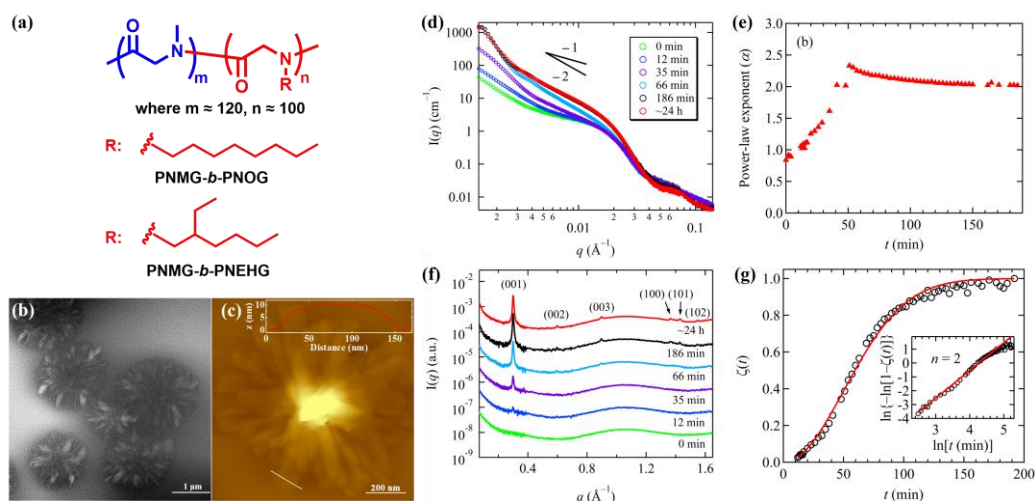 (a)
O
N
m
O
N
R
n
where m ≈ 120, n ≈ 100
R:
PNMG-b-PNOG
R:
PNMG-b-PNEHG
(b)
1 μm
(c)
z (nm)
10
5
0
0 50 100 150
Distance (nm)
200 nm
(d)
I(q) (cm⁻¹)
1000
100
10
1
0.1
0.01
−1
−2
0 min
12 min
35 min
66 min
186 min
~24 h
2 3 4 5 6 0.01 2 3 4 5 6 0.1
q (Å⁻¹)
(e)
(b)
Power-law exponent (α)
3.0
2.5
2.0
1.5
1.0
0.5
0.0
0 50 100 150
t (min)
(f)
I(q) (a.u.)
10⁻¹
10⁻²
10⁻³
10⁻⁴
10⁻⁵
10⁻⁶
10⁻⁷
10⁻⁸
10⁻⁹
(001)
(002)
(003)
(100)
(101)
(102)
~24 h
186 min
66 min
35 min
12 min
0 min
0.4 0.8 1.2 1.6
q (Å⁻¹)
(g)
ζ(t)
1.0
0.8
0.6
0.4
0.2
0.0
0 50 100 150 200
t (min)
n = 2
ln{-ln[1-ζ(t)]}
2
1
0
-1
-2
-3
-4
3 4 5
ln[t (min)]